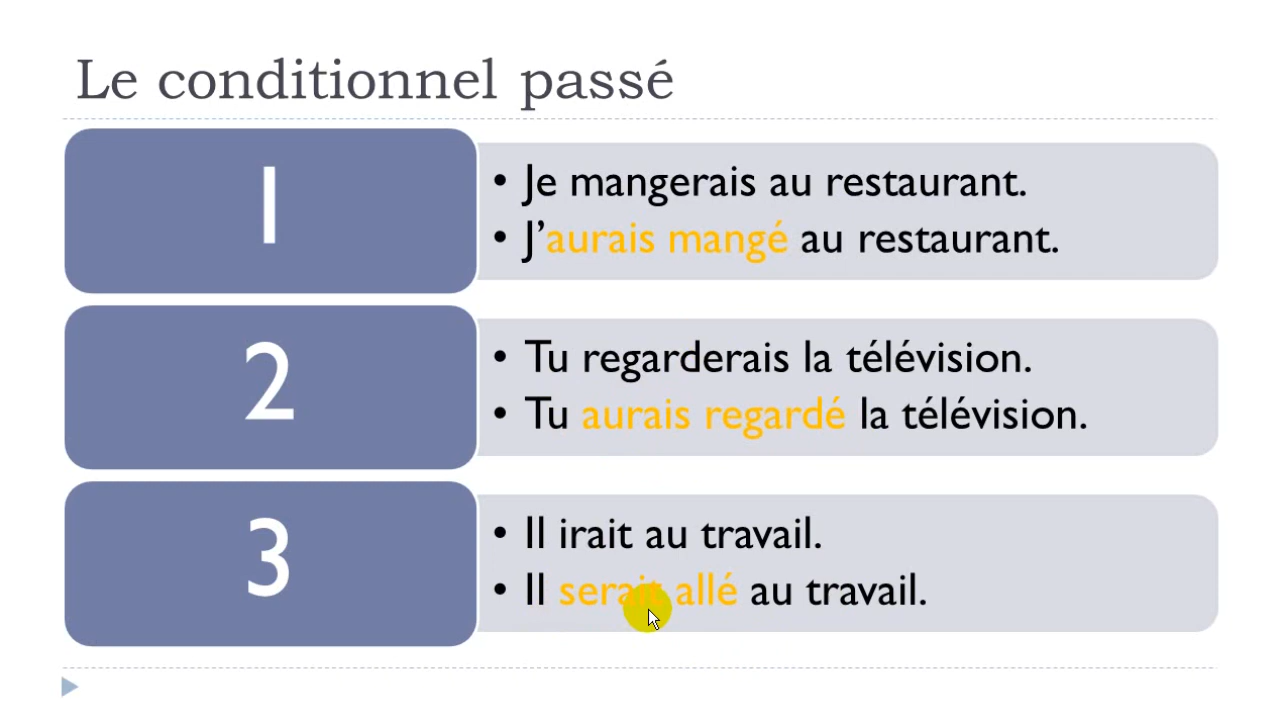 Le conditionnel passé
1
• Je mangerais au restaurant.
• J’aurais mangé au restaurant.
2
• Tu regarderais la télévision.
• Tu aurais regardé la télévision.
3
• Il irait au travail.
• Il serait allé au travail.